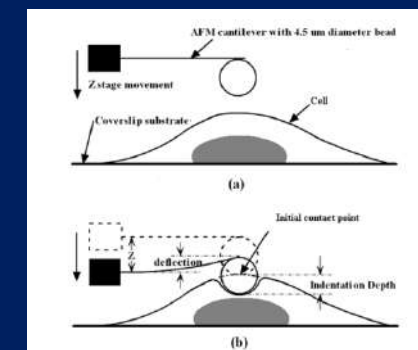 AFM cantilever with 4.5 um diameter bead
Z stage movement
Cell
Coverslip substrate
(a)
Initial contact point
Z
deflection
Indentation Depth
(b)